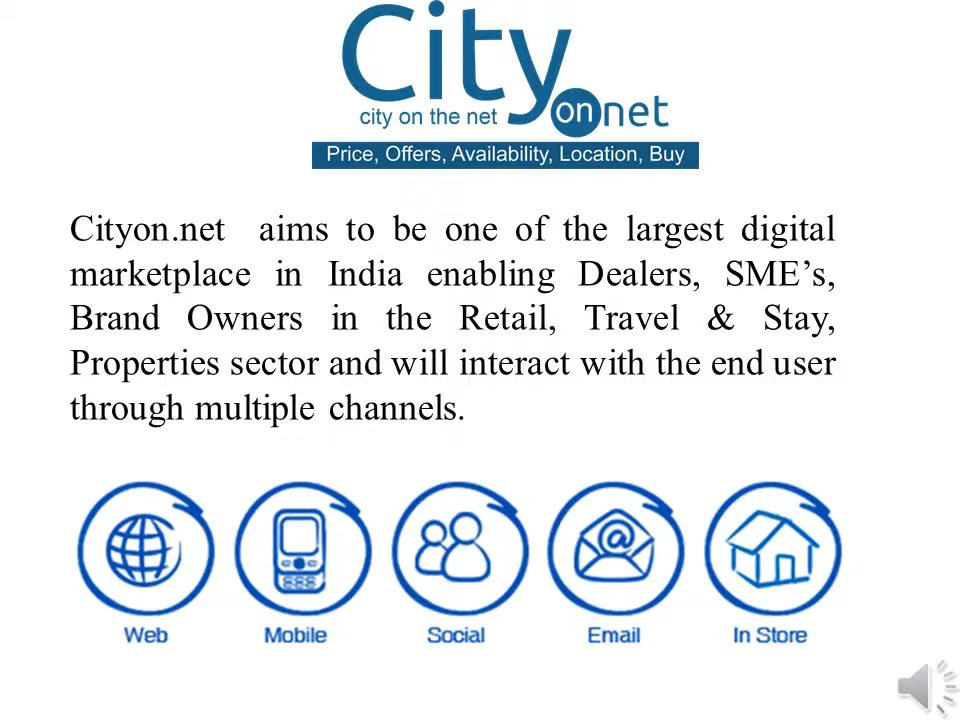 City
city on the net
on net
Price, Offers, Availability, Location, Buy
Cityon.net aims to be one of the largest digital
marketplace in India enabling Dealers, SME’s,
Brand Owners in the Retail, Travel & Stay,
Properties sector and will interact with the end user
through multiple channels.
Web Mobile Social Email In Store